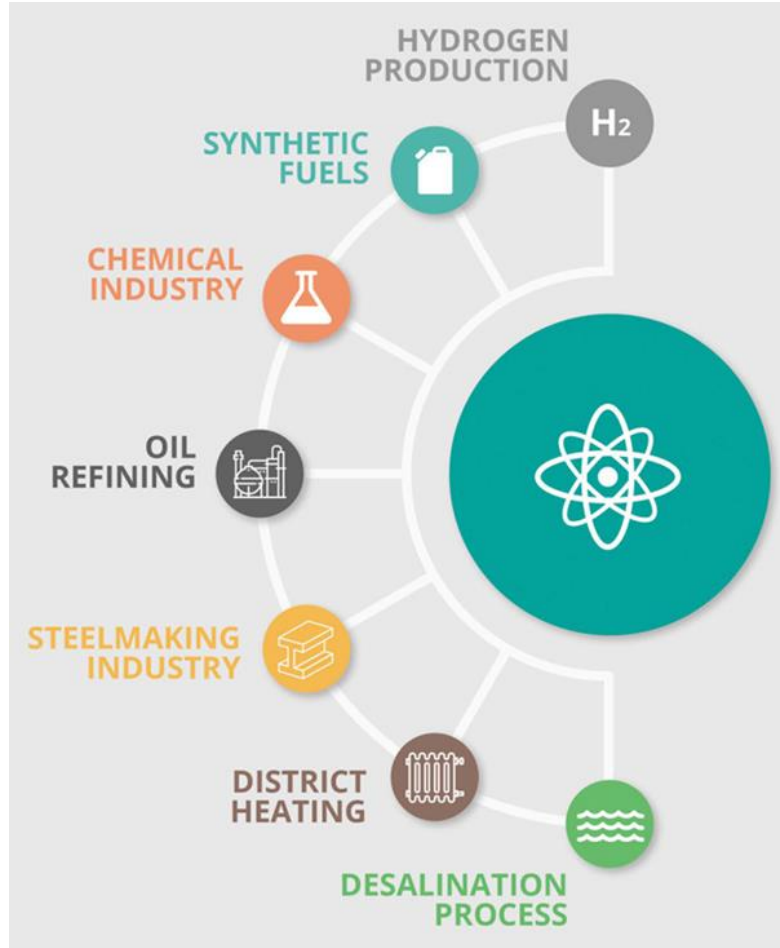 HYDROGEN
PRODUCTION
H2
SYNTHETIC
FUELS
CHEMICAL
INDUSTRY
OIL
REFINING
STEELMAKING
INDUSTRY
DISTRICT
HEATING
DESALINATION
PROCESS